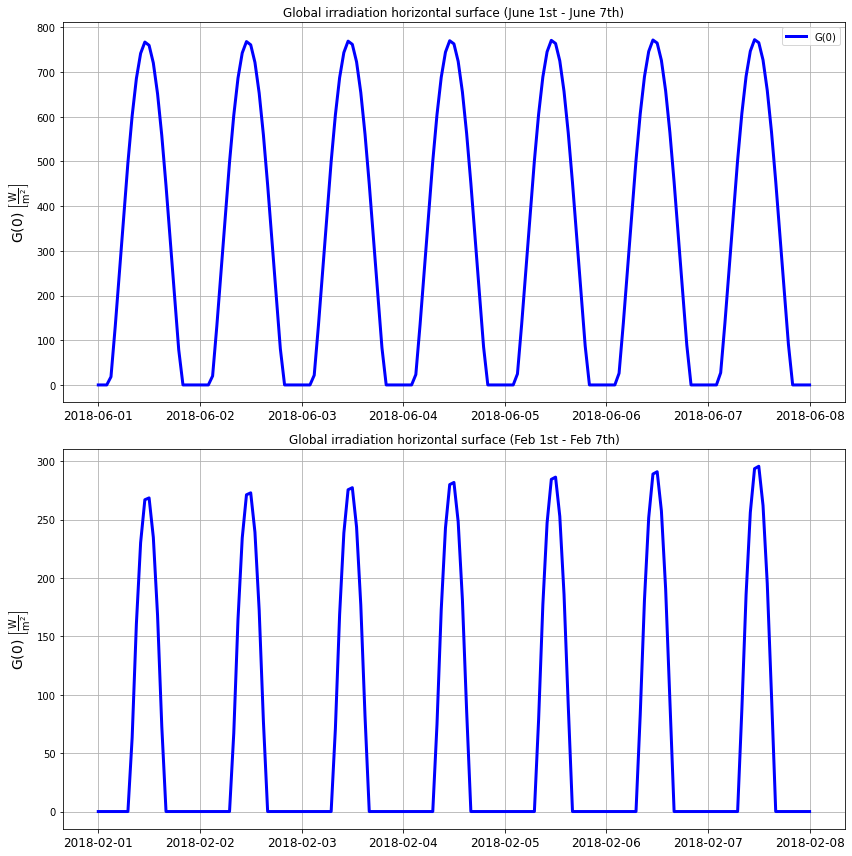 Global irradiation horizontal surface (June 1st - June 7th)
G(0)
800
700
600
500
400
300
200
100
0
G(0) [W/m²]
2018-06-01 2018-06-02 2018-06-03 2018-06-04 2018-06-05 2018-06-06 2018-06-07 2018-06-08
Global irradiation horizontal surface (Feb 1st - Feb 7th)
300
250
200
150
100
50
0
G(0) [W/m²]
2018-02-01 2018-02-02 2018-02-03 2018-02-04 2018-02-05 2018-02-06 2018-02-07 2018-02-08